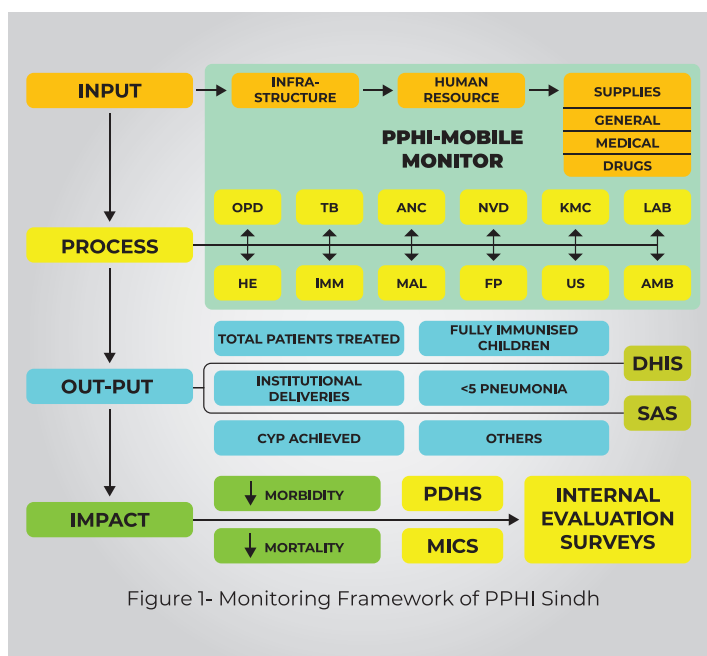 INPUT
INFRA-
STRUCTURE
HUMAN
RESOURCE
SUPPLIES
GENERAL
MEDICAL
DRUGS
PPHI-MOBILE
MONITOR
OPD
TB
ANC
NVD
KMC
LAB
PROCESS
HE
IMM
MAL
FP
US
AMB
TOTAL PATIENTS TREATED
FULLY IMMUNISED
CHILDREN
DHIS
OUT-PUT
INSTITUTIONAL
DELIVERIES
<5 PNEUMONIA
SAS
CYP ACHIEVED
OTHERS
IMPACT
MORBIDITY
PDHS
MORTALITY
MICS
INTERNAL
EVALUATION
SURVEYS
Figure 1- Monitoring Framework of PPHI Sindh